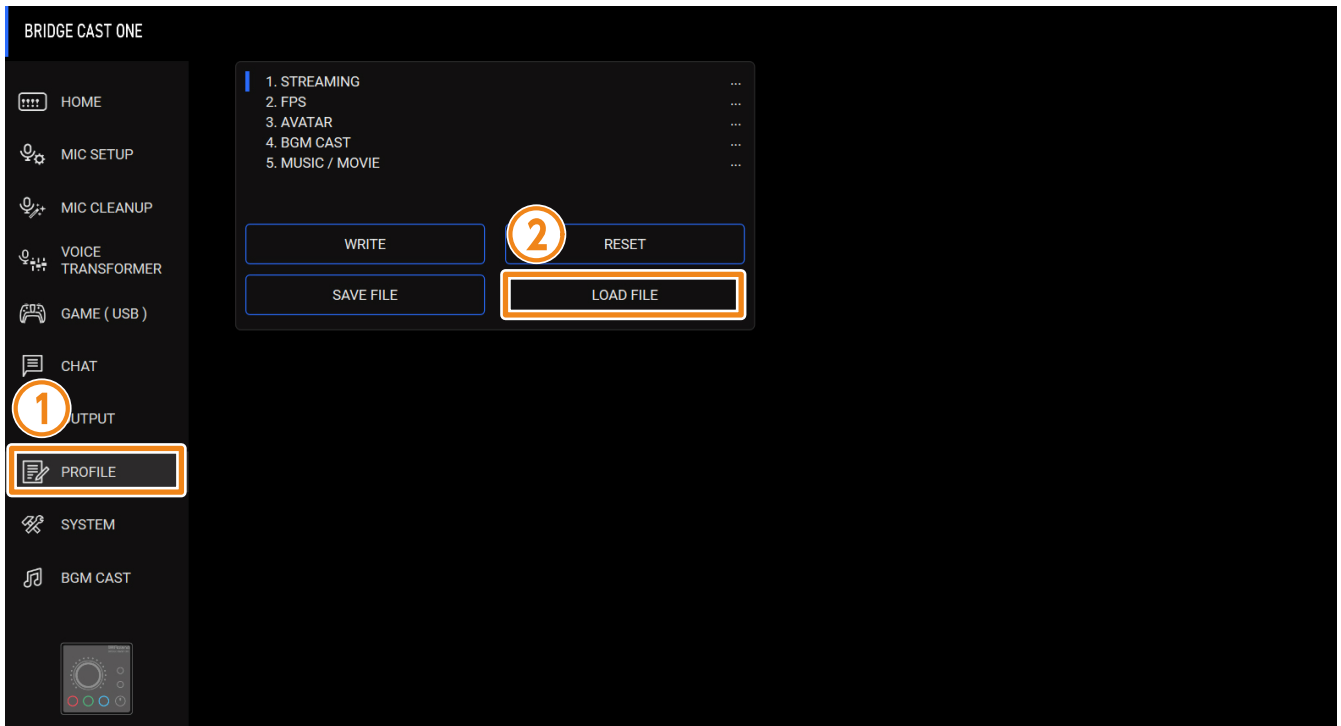 BRIDGE CAST ONE
HOME
MIC SETUP
MIC CLEANUP
VOICE
TRANSFORMER
GAME ( USB )
CHAT
1
UTPUT
PROFILE
SYSTEM
BGM CAST
1. STREAMING ...
2. FPS ...
3. AVATAR ...
4. BGM CAST ...
5. MUSIC / MOVIE ...
WRITE
2
RESET
SAVE FILE
LOAD FILE